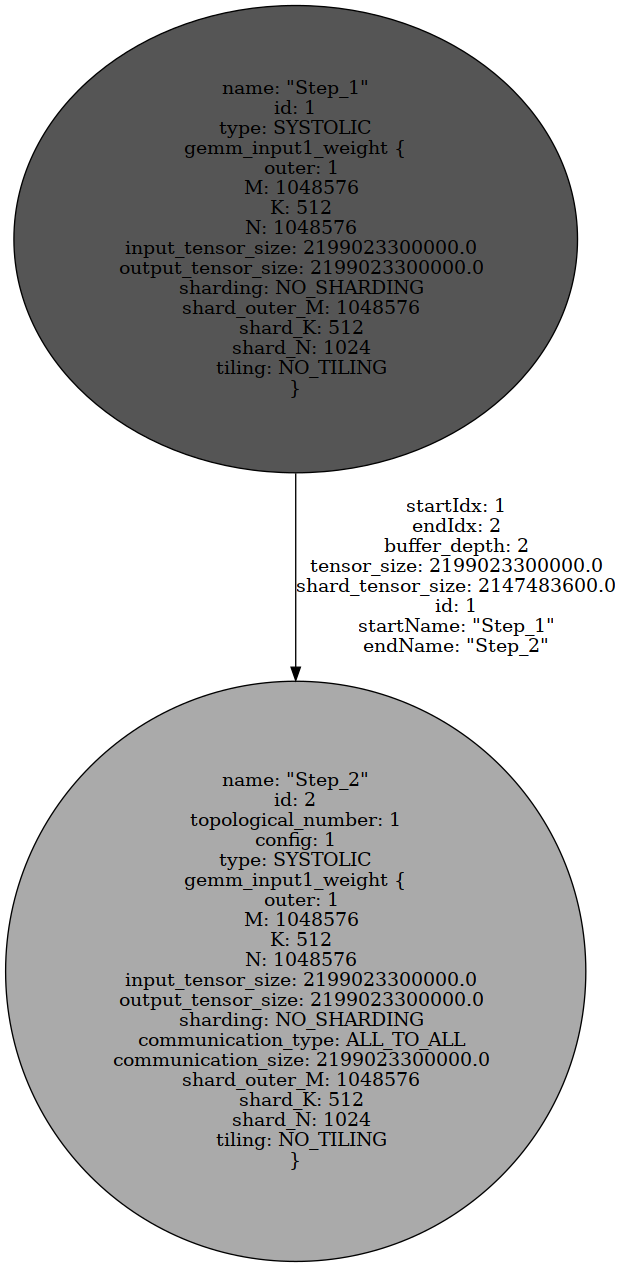 name: "Step_1"
id: 1
type: SYSTOLIC
gemm_input1_weight {
outer: 1
M: 1048576
K: 512
N: 1048576
input_tensor_size: 2199023300000.0
output_tensor_size: 2199023300000.0
sharding: NO_SHARDING
shard_outer_M: 1048576
shard_K: 512
shard_N: 1024
tiling: NO_TILING
}
startIdx: 1
endIdx: 2
buffer_depth: 2
tensor_size: 2199023300000.0
shard_tensor_size: 2147483600.0
id: 1
startName: "Step_1"
endName: "Step_2"
name: "Step_2"
id: 2
topological_number: 1
config: 1
type: SYSTOLIC
gemm_input1_weight {
outer: 1
M: 1048576
K: 512
N: 1048576
input_tensor_size: 2199023300000.0
output_tensor_size: 2199023300000.0
sharding: NO_SHARDING
communication_type: ALL_TO_ALL
communication_size: 2199023300000.0
shard_outer_M: 1048576
shard_K: 512
shard_N: 1024
tiling: NO_TILING
}